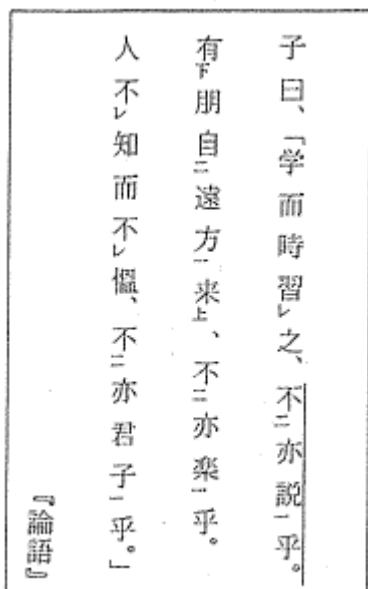 子曰、「学而時習レ之、不二亦説一乎。
有下朋自二遠方一来上、不二亦楽一乎。
人不レ知而不レ慍、不二亦君子一乎。」
『論語』